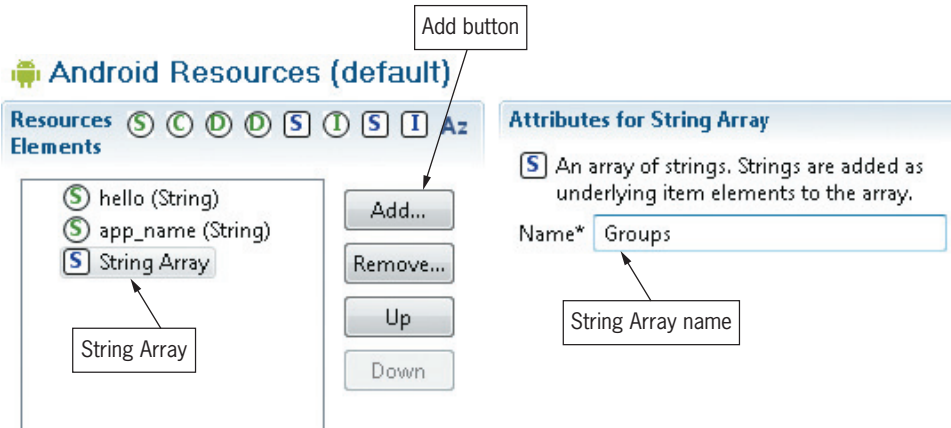 Add button
Android Resources (default)
Resources Elements S C D D S I S I Az
S hello (String)
S app_name (String)
S String Array
Add...
Remove...
Up
Down
String Array
Attributes for String Array
S An array of strings. Strings are added as
underlying item elements to the array.
Name* Groups
String Array name